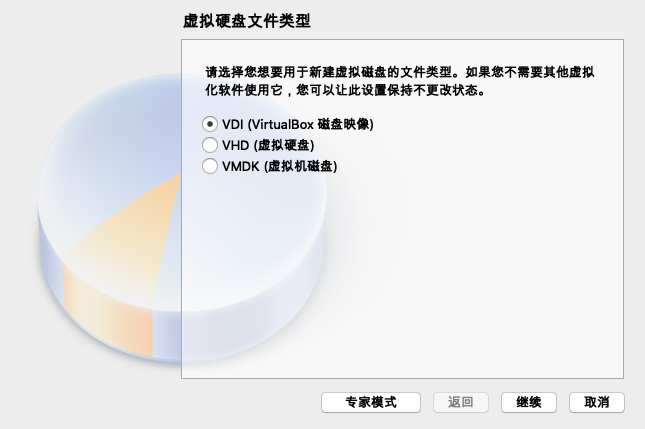 虚拟硬盘文件类型
请选择您想要用于新建虚拟磁盘的文件类型。如果您不需要其他虚拟
化软件使用它，您可以让此设置保持不更改状态。
VDI (VirtualBox 磁盘映像)
VHD (虚拟硬盘)
VMDK (虚拟机磁盘)
专家模式 返回 继续 取消